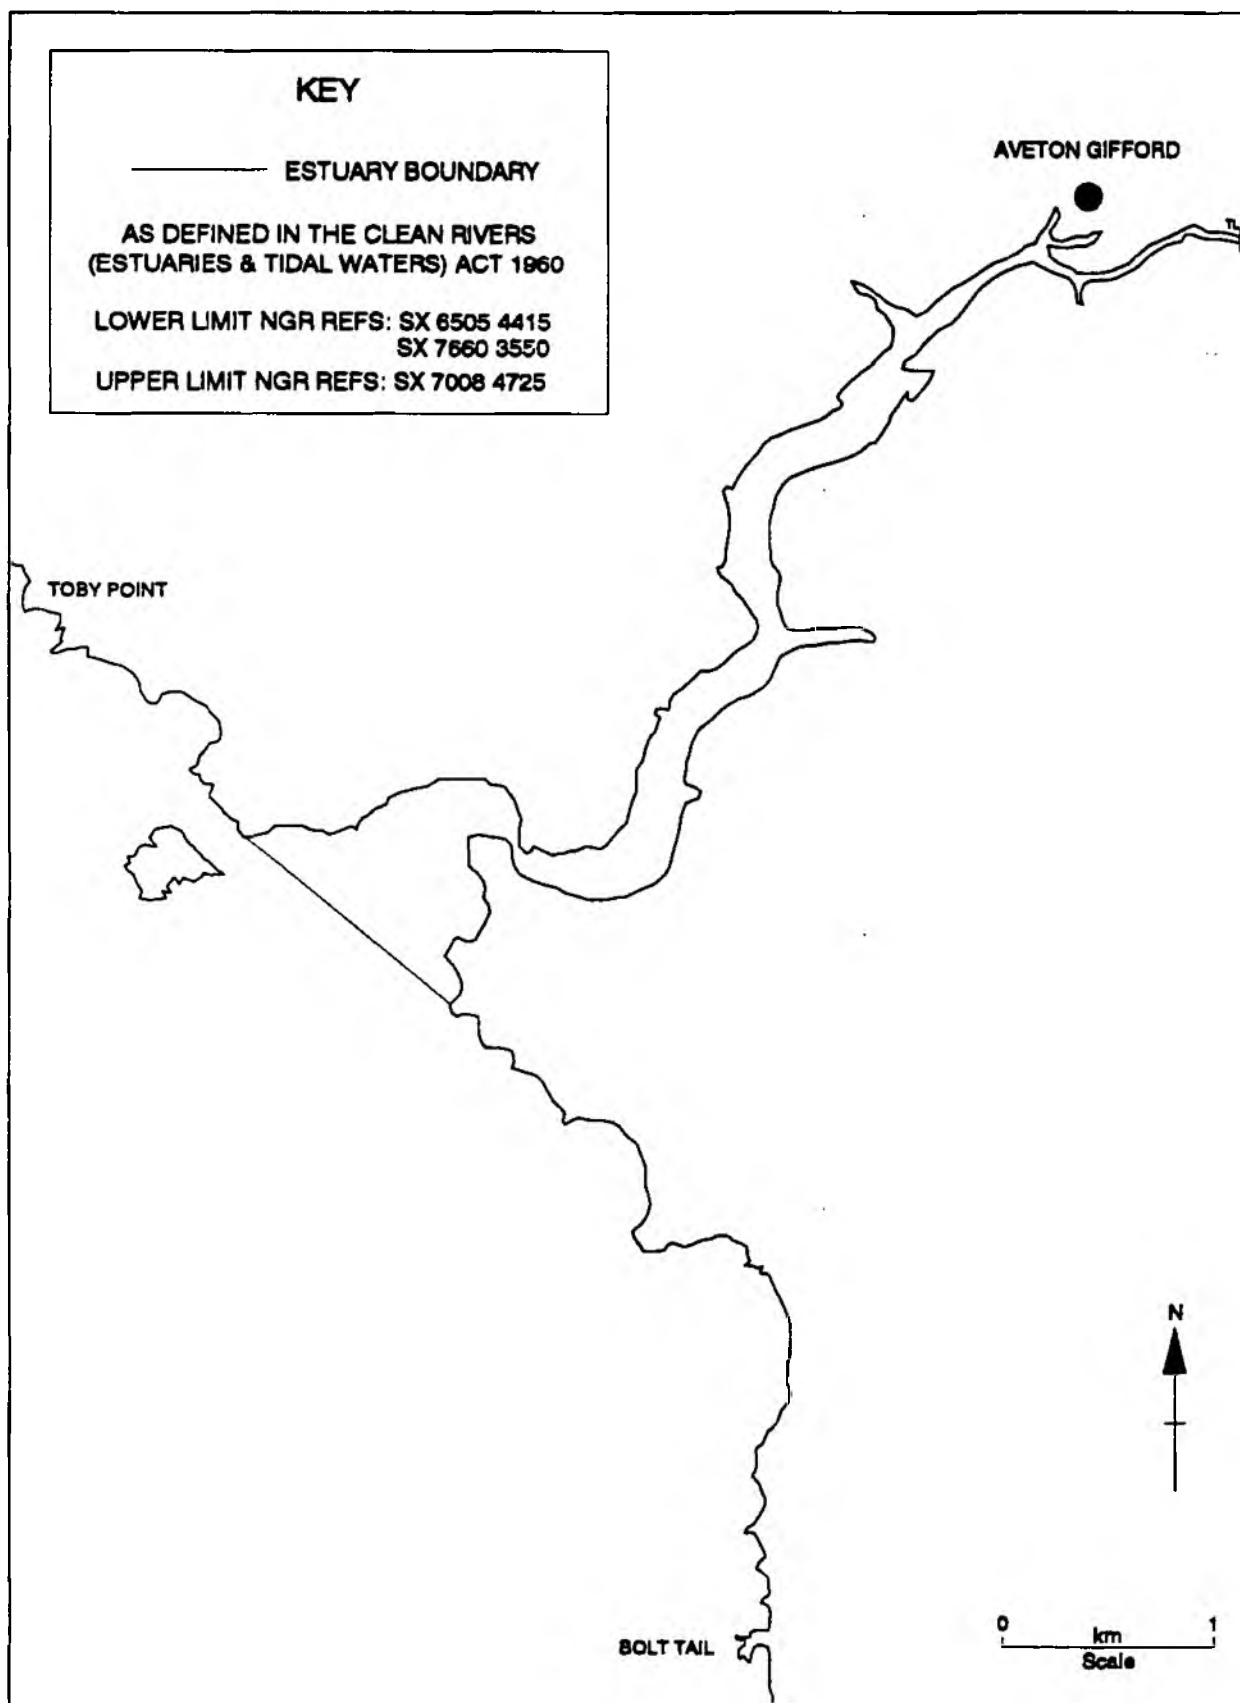 KEY
ESTUARY BOUNDARY
AS DEFINED IN THE CLEAN RIVERS
(ESTUARIES & TIDAL WATERS) ACT 1960
LOWER LIMIT NGR REFS: SX 6505 4415
SX 7660 3550
UPPER LIMIT NGR REFS: SX 7008 4725
AVETON GIFFORD
TL
TOBY POINT
N
BOLT TAIL
0 1
km
Scale